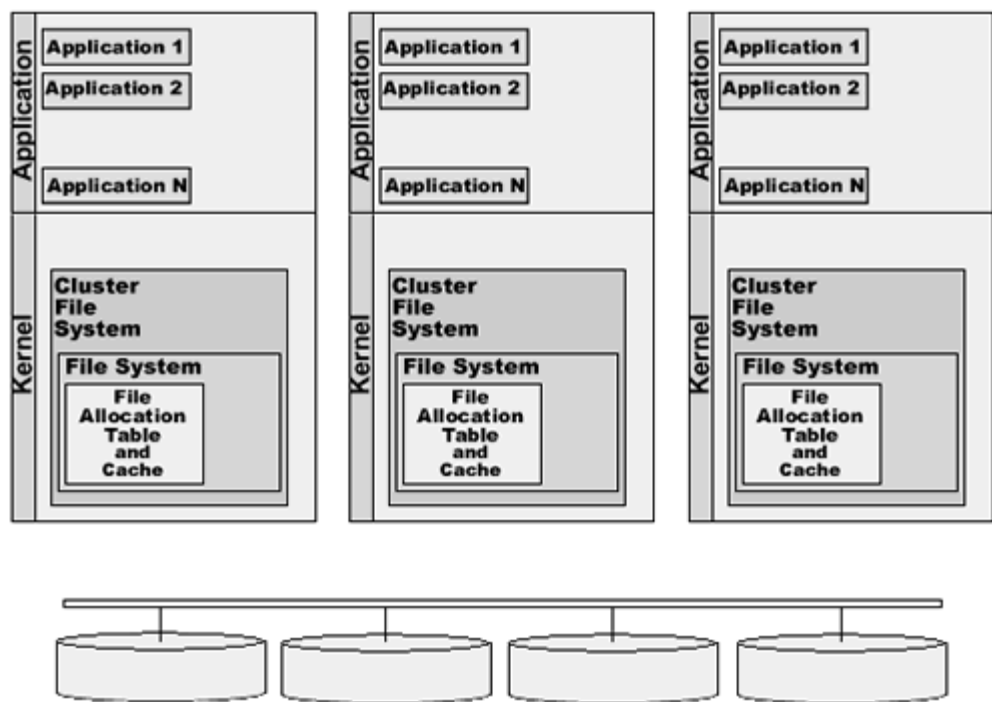 Application
Application 1
Application 2
Application N
Kernel
Cluster
File
System
File System
File
Allocation
Table
and
Cache
Application
Application 1
Application 2
Application N
Kernel
Cluster
File
System
File System
File
Allocation
Table
and
Cache
Application
Application 1
Application 2
Application N
Kernel
Cluster
File
System
File System
File
Allocation
Table
and
Cache